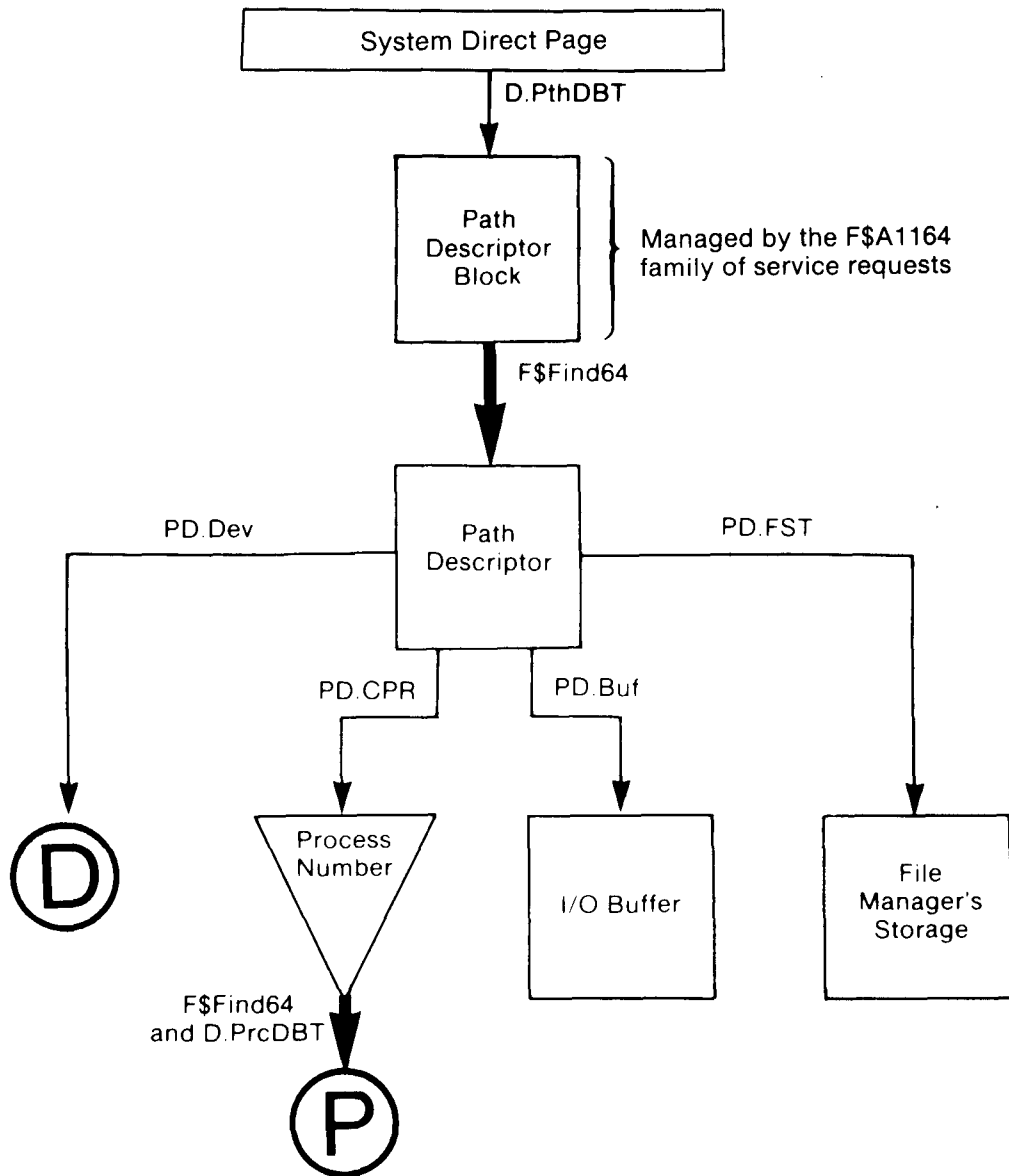 System Direct Page
D.PthDBT
Path
Descriptor
Block
Managed by the F$A1164
family of service requests
F$Find64
PD.Dev
Path
Descriptor
PD.FST
PD.CPR
PD.Buf
D
Process
Number
I/O Buffer
File
Manager's
Storage
F$Find64
and D.PrcDBT
P